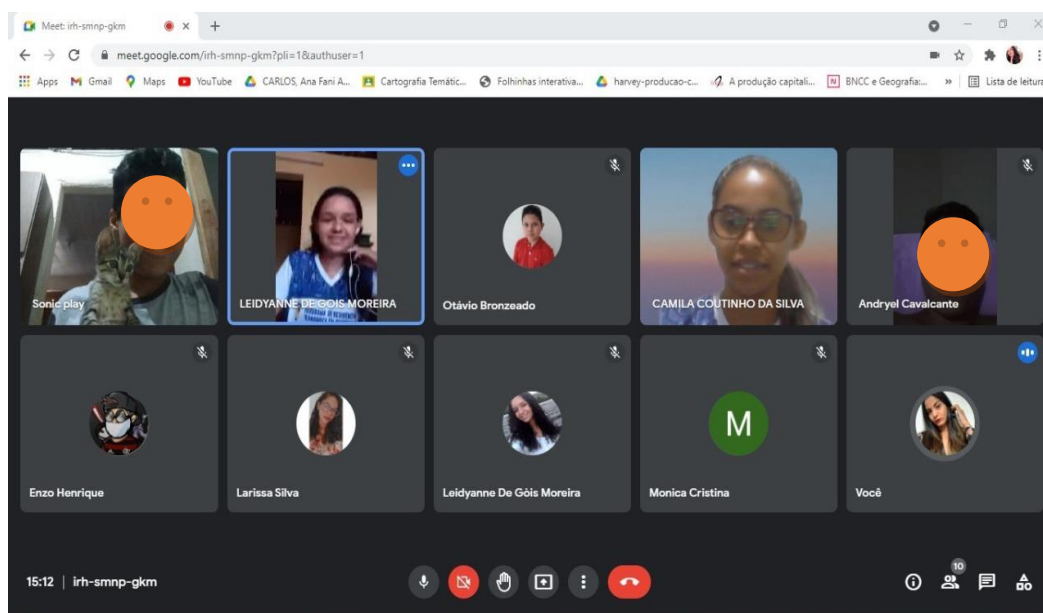 Meet: irh-smnp-gkm
meet.google.com/irh-smnp-gkm?pli=1&authuser=1
Apps Gmail Maps YouTube CARLOS, Ana Fani A... Cartografia Temátic... Folhinhas interativa... harvey-producao-c... A produção capitali... BNCC e Geografia:... » Lista de leitura
Sonic play
LEIDYANNE DE GOIS MOREIRA
Otávio Bronzeado
CAMILA COUTINHO DA SILVA
Andryel Cavalcante
M
Enzo Henrique
Larissa Silva
Leidyanne De Góis Moreira
Monica Cristina
Você
15:12 | irh-smnp-gkm
10